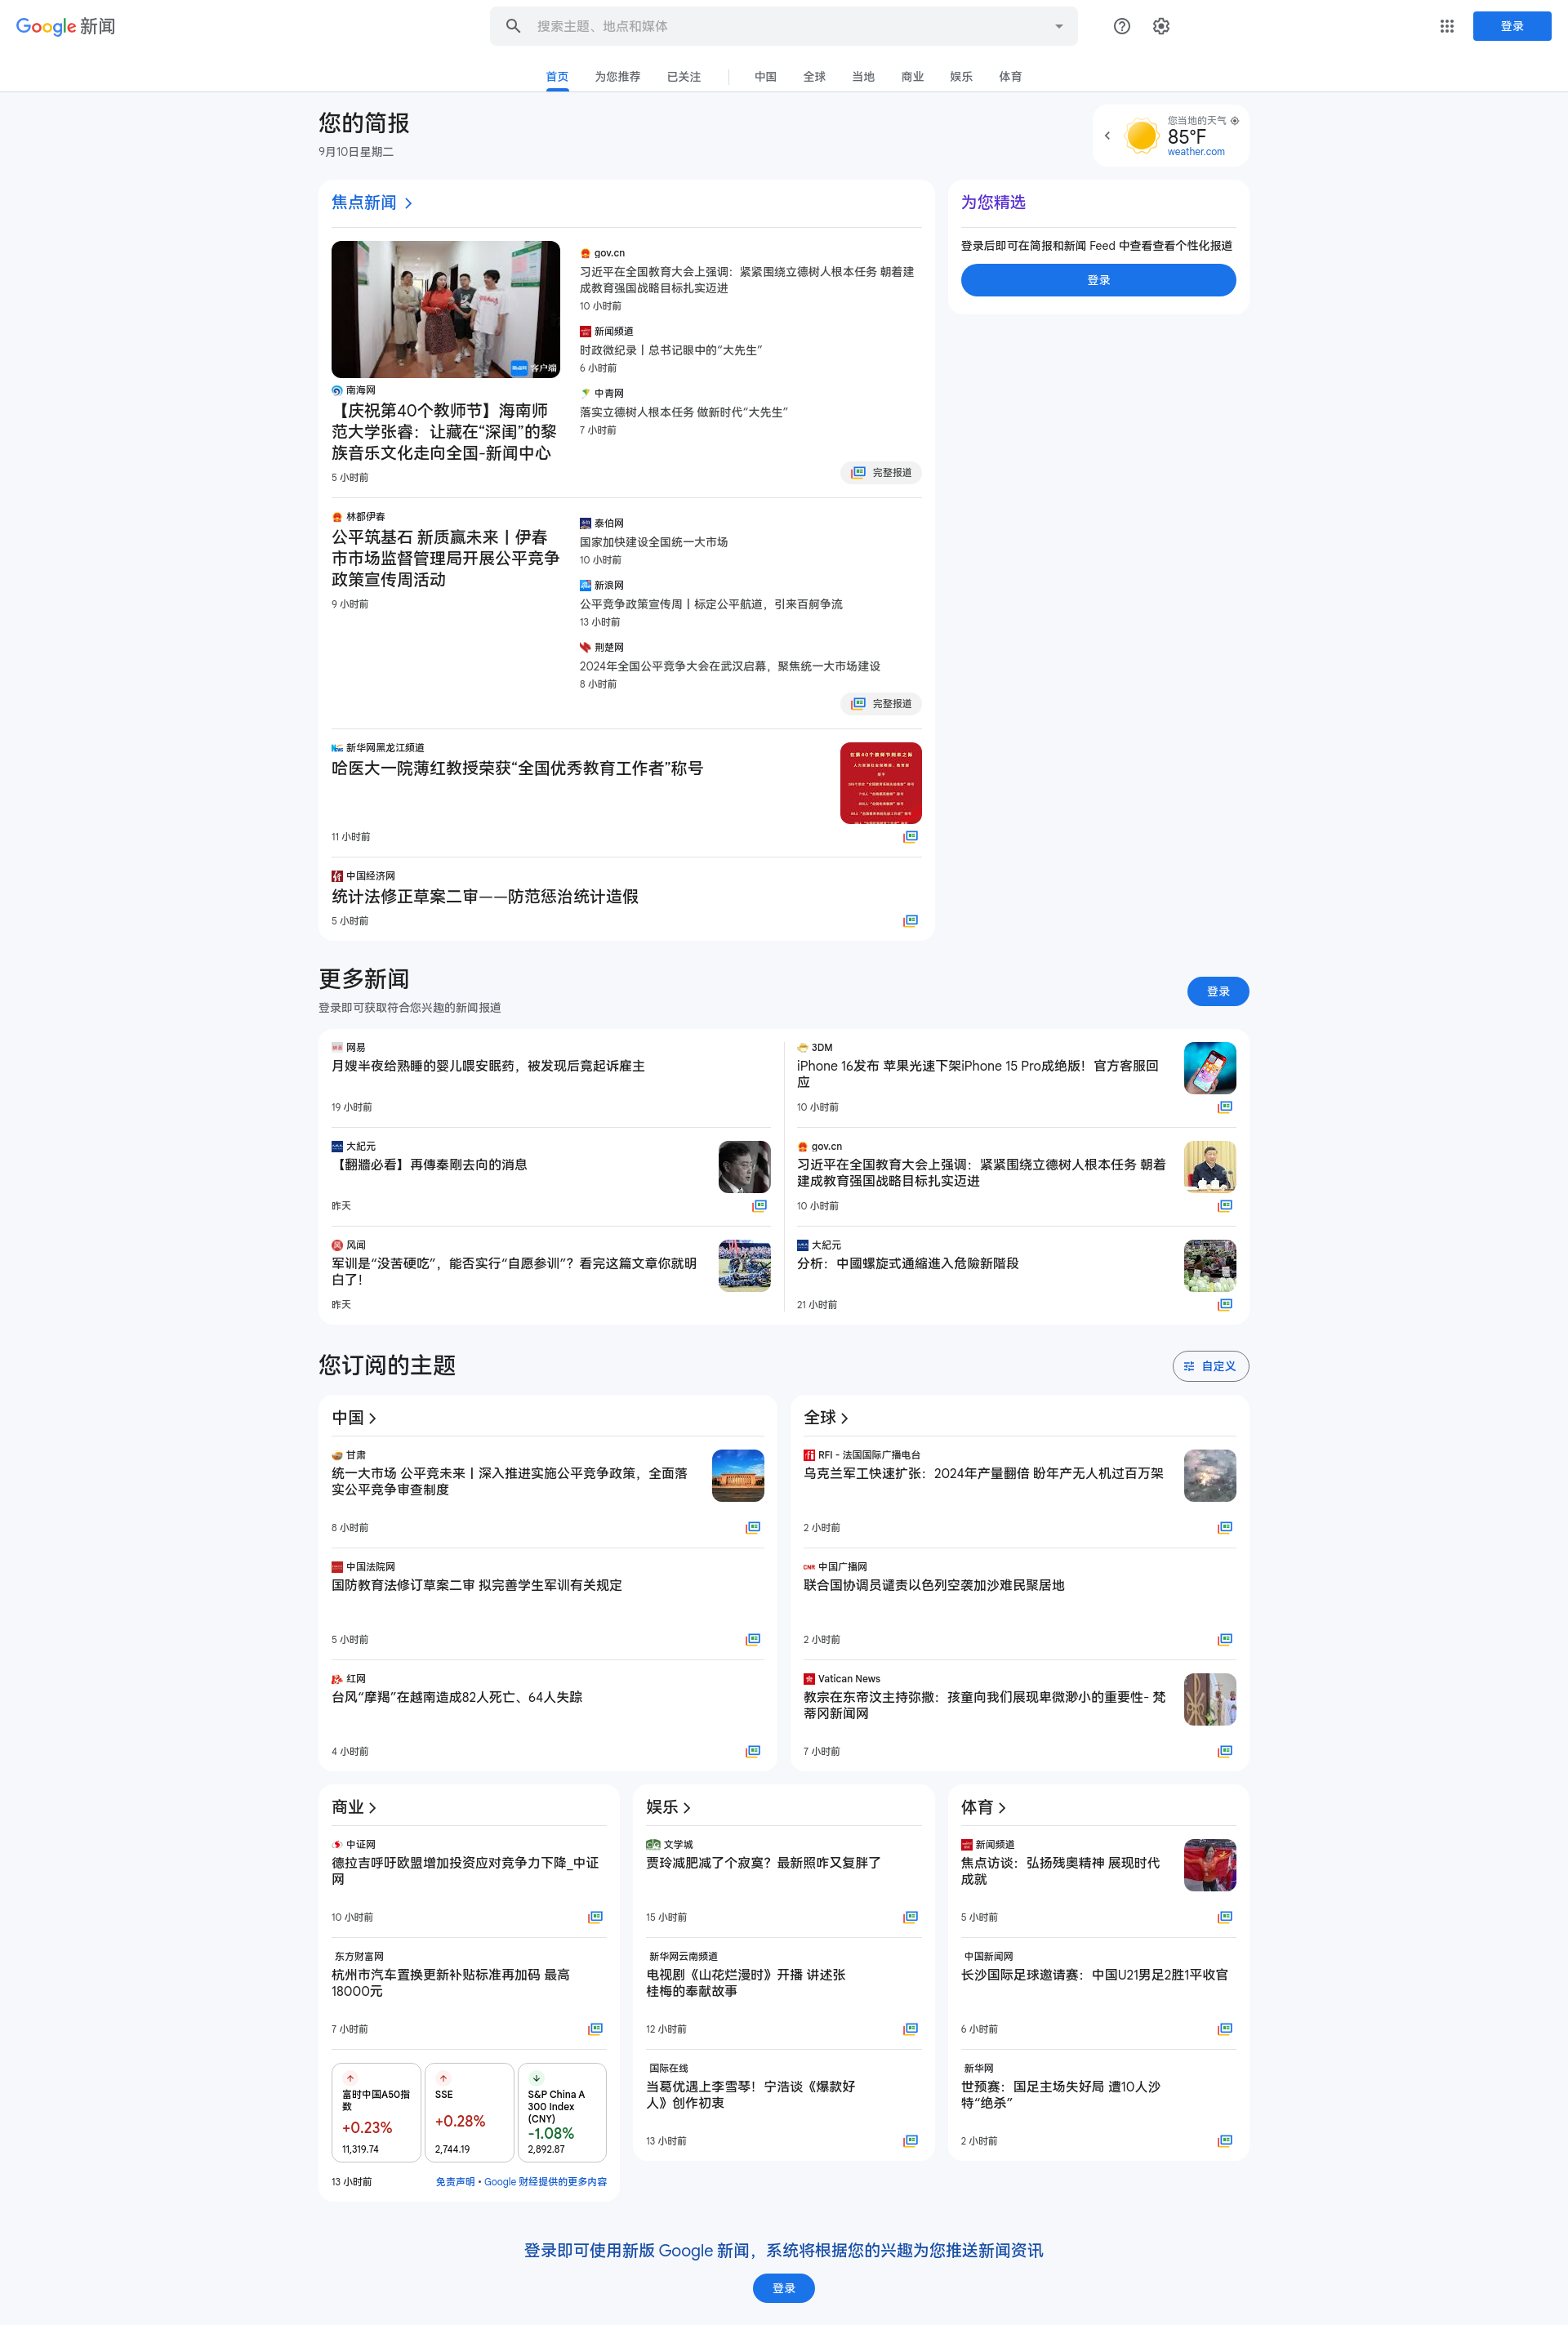 Google 新闻
搜索主题、地点和媒体
登录
首页
为您推荐
已关注
中国
全球
当地
商业
娱乐
体育
您的简报
9月10日星期二
您当地的天气
85°F
weather.com
焦点新闻
客户端
南海网
【庆祝第40个教师节】海南师
范大学张睿：让藏在“深闺”的黎
族音乐文化走向全国-新闻中心
5 小时前
gov.cn
习近平在全国教育大会上强调：紧紧围绕立德树人根本任务 朝着建
成教育强国战略目标扎实迈进
10 小时前
新闻频道
时政微纪录丨总书记眼中的“大先生”
6 小时前
中青网
落实立德树人根本任务 做新时代“大先生”
7 小时前
完整报道
为您精选
登录后即可在简报和新闻 Feed 中查看查看个性化报道
登录
林都伊春
公平筑基石 新质赢未来丨伊春
市市场监督管理局开展公平竞争
政策宣传周活动
9 小时前
泰伯网
国家加快建设全国统一大市场
10 小时前
新浪网
公平竞争政策宣传周丨标定公平航道，引来百舸争流
13 小时前
荆楚网
2024年全国公平竞争大会在武汉启幕，聚焦统一大市场建设
8 小时前
完整报道
新华网黑龙江频道
哈医大一院薄红教授荣获“全国优秀教育工作者”称号
11 小时前
中国经济网
统计法修正草案二审——防范惩治统计造假
5 小时前
更多新闻
登录即可获取符合您兴趣的新闻报道
登录
网易
月嫂半夜给熟睡的婴儿喂安眠药，被发现后竟起诉雇主
19 小时前
大紀元
【翻牆必看】再傳秦剛去向的消息
昨天
风闻
军训是“没苦硬吃”，能否实行“自愿参训”？看完这篇文章你就明
白了！
昨天
3DM
iPhone 16发布 苹果光速下架iPhone 15 Pro成绝版！官方客服回
应
10 小时前
gov.cn
习近平在全国教育大会上强调：紧紧围绕立德树人根本任务 朝着
建成教育强国战略目标扎实迈进
10 小时前
大紀元
分析：中國螺旋式通縮進入危險新階段
21 小时前
您订阅的主题
自定义
中国
甘肃
统一大市场 公平竞未来丨深入推进实施公平竞争政策，全面落
实公平竞争审查制度
8 小时前
中国法院网
国防教育法修订草案二审 拟完善学生军训有关规定
5 小时前
红网
台风“摩羯”在越南造成82人死亡、64人失踪
4 小时前
全球
RFI - 法国国际广播电台
乌克兰军工快速扩张：2024年产量翻倍 盼年产无人机过百万架
2 小时前
CNR 中国广播网
联合国协调员谴责以色列空袭加沙难民聚居地
2 小时前
Vatican News
教宗在东帝汶主持弥撒：孩童向我们展现卑微渺小的重要性- 梵
蒂冈新闻网
7 小时前
商业
中证网
德拉吉呼吁欧盟增加投资应对竞争力下降_中证
网
10 小时前
东方财富网
杭州市汽车置换更新补贴标准再加码 最高
18000元
7 小时前
富时中国A50指
数
+0.23%
11,319.74
SSE
+0.28%
2,744.19
S&P China A
300 Index
(CNY)
-1.08%
2,892.87
13 小时前
免责声明 • Google 财经提供的更多内容
娱乐
文学城
贾玲减肥减了个寂寞？最新照咋又复胖了
15 小时前
新华网云南频道
电视剧《山花烂漫时》开播 讲述张
桂梅的奉献故事
12 小时前
国际在线
当葛优遇上李雪琴！宁浩谈《爆款好
人》创作初衷
13 小时前
体育
新闻频道
焦点访谈：弘扬残奥精神 展现时代
成就
5 小时前
中国新闻网
长沙国际足球邀请赛：中国U21男足2胜1平收官
6 小时前
新华网
世预赛：国足主场失好局 遭10人沙
特“绝杀”
2 小时前
登录即可使用新版 Google 新闻，系统将根据您的兴趣为您推送新闻资讯
登录